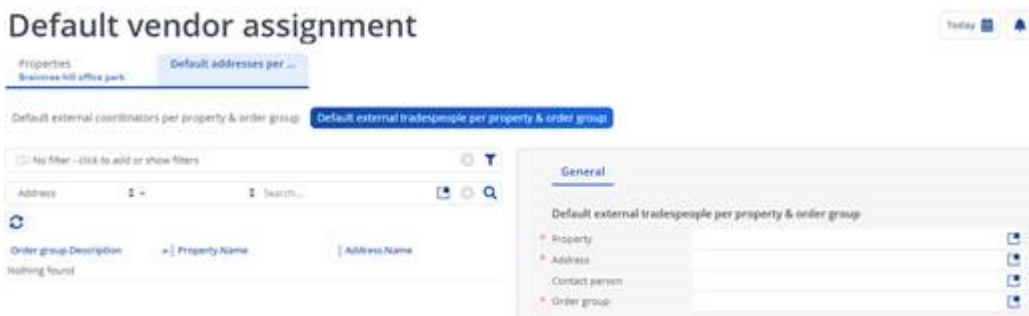 Default vendor assignment
Today
Properties
Braintree hill office park
Default addresses per ...
Default external coordinators per property & order group
Default external tradespeople per property & order group
No filter - click to add or show filters
Address
=
Search...
Order group.Description
Property.Name
Address.Name
Nothing found
General
Default external tradespeople per property & order group
* Property
* Address
Contact person
* Order group